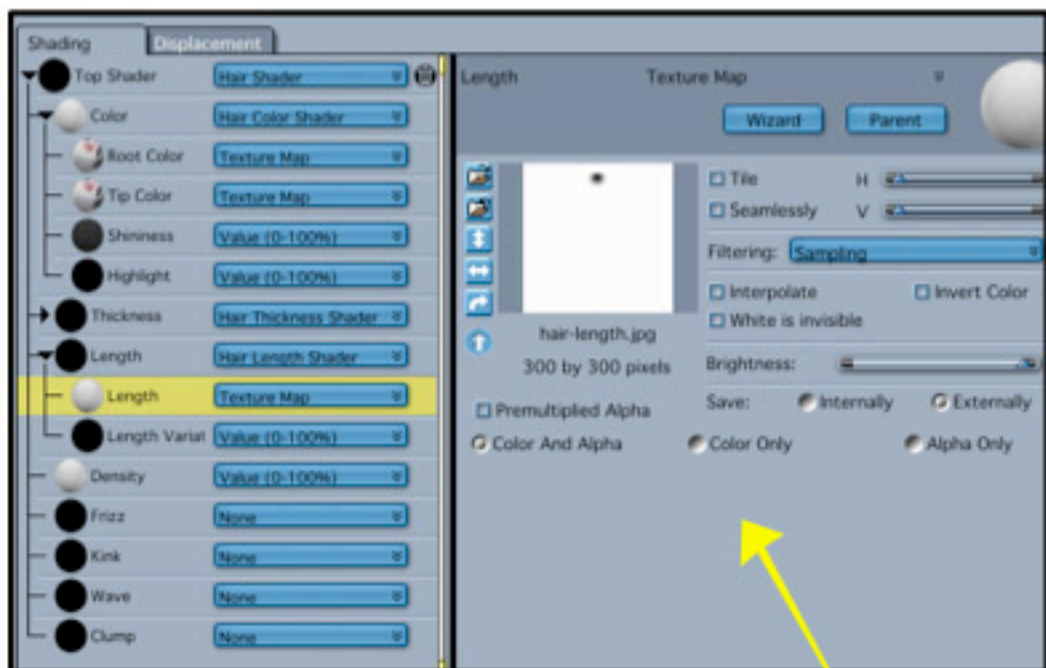 Shading
Displacement
Top Shader Hair Shader
Color Hair Color Shader
Root Color Texture Map
Tip Color Texture Map
Shininess Value (0-100%)
Highlight Value (0-100%)
Thickness Hair Thickness Shader
Length Hair Length Shader
Length Texture Map
Length Variat Value (0-100%)
Density Value (0-100%)
Frizz None
Kink None
Wave None
Clump None
Length Texture Map
Wizard Parent
Tile H
Seamlessly V
Filtering: Sampling
Interpolate Invert Color
White is invisible
hair-length.jpg
300 by 300 pixels
Brightness:
Premultiplied Alpha
Save: Internally Externally
Color And Alpha Color Only Alpha Only